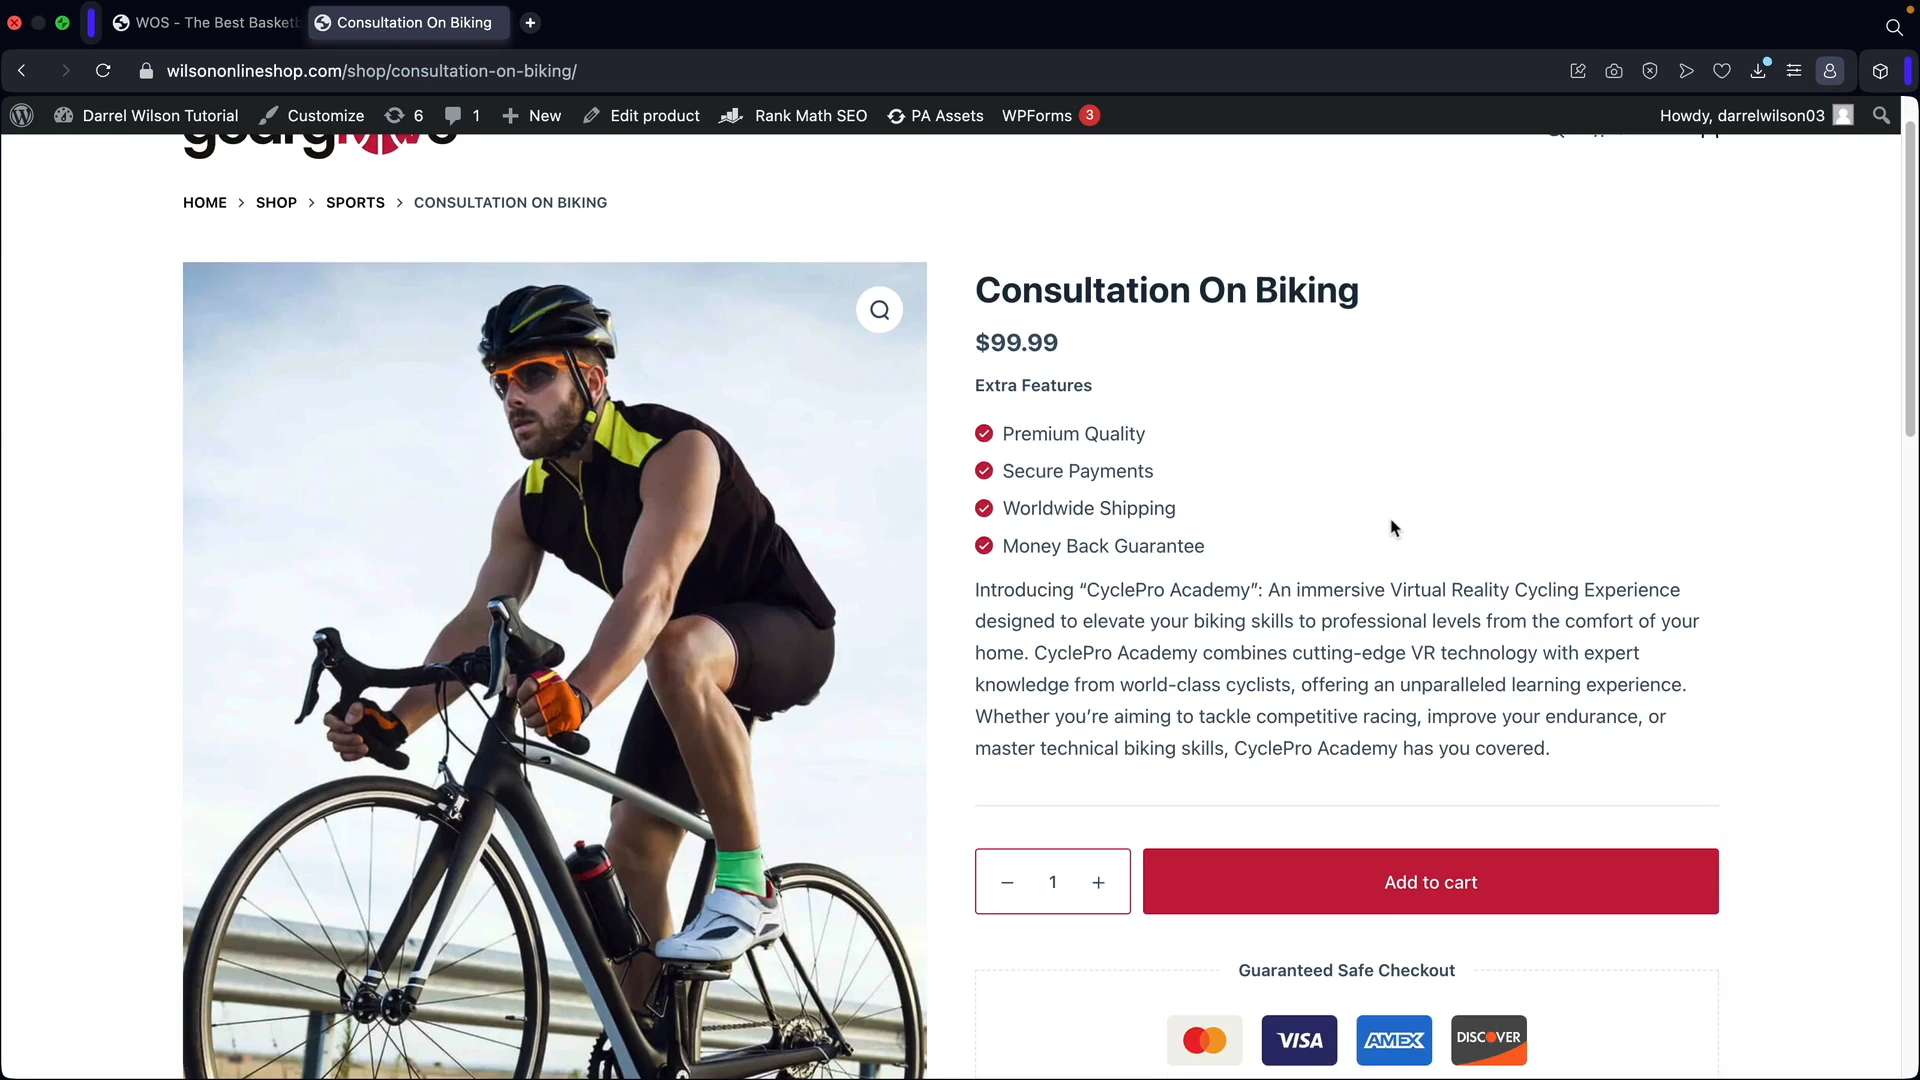 WOS - The Best Basketb
Consultation On Biking
wilsononlineshop.com/shop/consultation-on-biking/
Darrel Wilson Tutorial Customize 6 1 New Edit product Rank Math SEO PA Assets WPForms 3 Howdy, darrelwilson03
HOME > SHOP > SPORTS > CONSULTATION ON BIKING
Consultation On Biking
$99.99
Extra Features
Premium Quality
Secure Payments
Worldwide Shipping
Money Back Guarantee
Introducing “CyclePro Academy”: An immersive Virtual Reality Cycling Experience
designed to elevate your biking skills to professional levels from the comfort of your
home. CyclePro Academy combines cutting-edge VR technology with expert
knowledge from world-class cyclists, offering an unparalleled learning experience.
Whether you’re aiming to tackle competitive racing, improve your endurance, or
master technical biking skills, CyclePro Academy has you covered.
− 1 + Add to cart
Guaranteed Safe Checkout
VISA AMEX DISCOVER